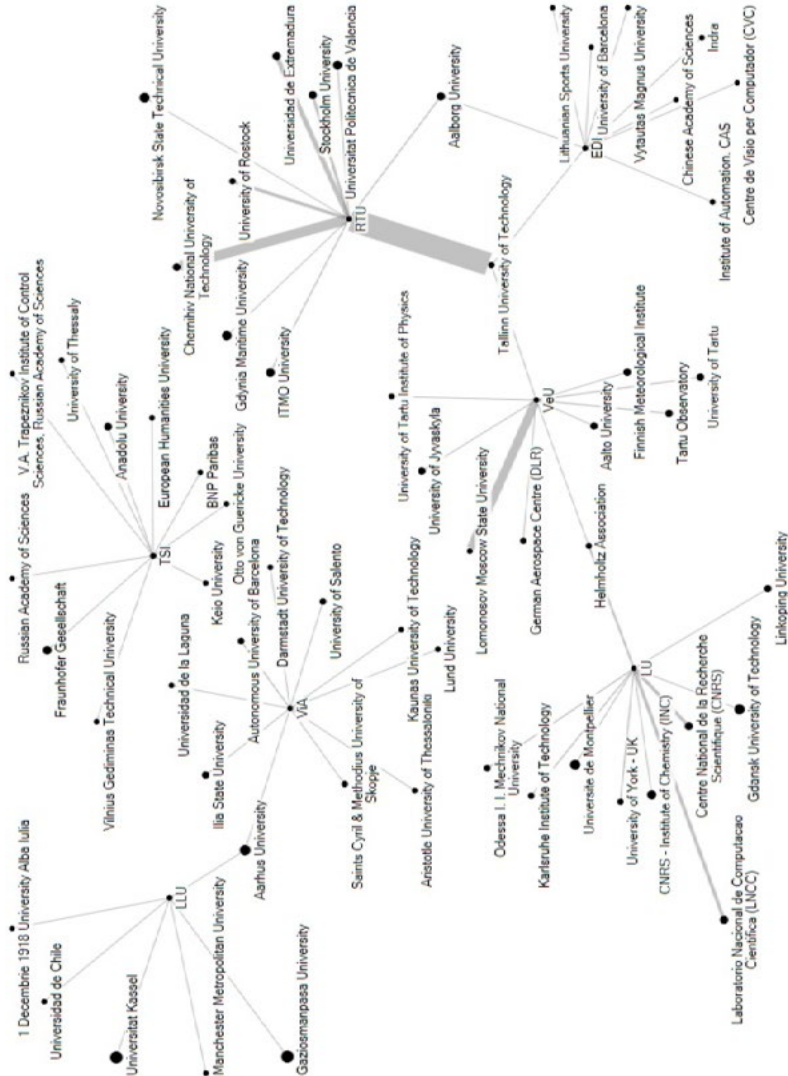 1 Decembrie 1918 University Alba Iulia
Universidad de Chile
Universitat Kassel
Manchester Metropolitan University
Gaziosmanpasa University
LLU
Aarhus University
Russian Academy of Sciences
V.A. Trapeznikov Institute of Control
Sciences, Russian Academy of Sciences
Fraunhofer Gesellschaft
University of Thessaly
Anadolu University
Vilnius Gediminas Technical University
European Humanities University
TSI
BNP Paribas
Keio University
Otto von Guericke University
Universidad de la Laguna
Autonomous University of Barcelona
Darmstadt University of Technology
Ilia State University
ViA
University of Salento
Saints Cyril & Methodius University of
Skopje
Kaunas University of Technology
Aristotle University of Thessaloniki
Lund University
Novosibirsk State Technical University
Chernihiv National University of
Technology
University of Rostock
Universidad de Extremadura
Stockholm University
Universitat Politecnica de Valencia
Gdynia Maritime University
ITMO University
RTU
Aalborg University
Tallinn University of Technology
Lithuanian Sports University
EDI
University of Barcelona
Vytautas Magnus University
Chinese Academy of Sciences
Indra
Institute of Automation. CAS
Centre de Visio per Computador (CVC)
University of Tartu Institute of Physics
University of Jyvaskyla
Lomonosov Moscow State University
German Aerospace Centre (DLR)
VeU
Aalto University
Finnish Meteorological Institute
Tartu Observatory
University of Tartu
Helmholtz Association
Odessa I. I. Mechnikov National
University
Karlsruhe Institute of Technology
Universite de Montpellier
University of York - UK
LU
CNRS - Institute of Chemistry (INC)
Centre National de la Recherche
Scientifique (CNRS)
Gdansk University of Technology
Linkoping University
Laboratorio Nacional de Computacao
Cientifica (LNCC)